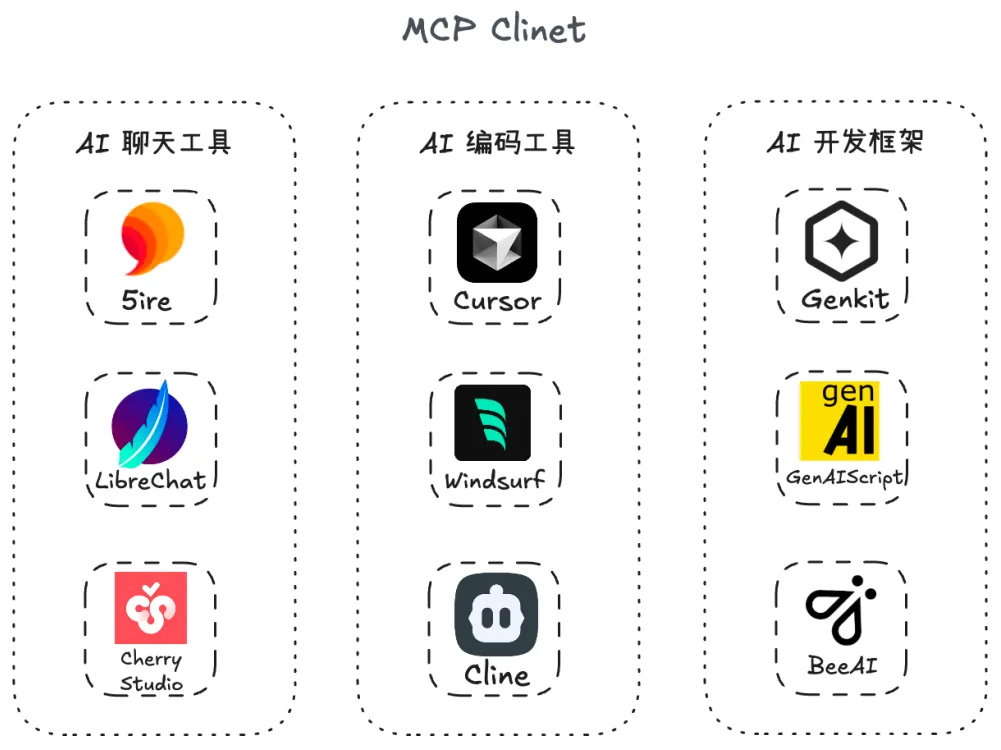 MCP Clinet
AI 聊天工具
5ire
LibreChat
Cherry
Studio
AI 编码工具
Cursor
Windsurf
Cline
AI 开发框架
Genkit
gen
AI
GenAIScript
BeeAI